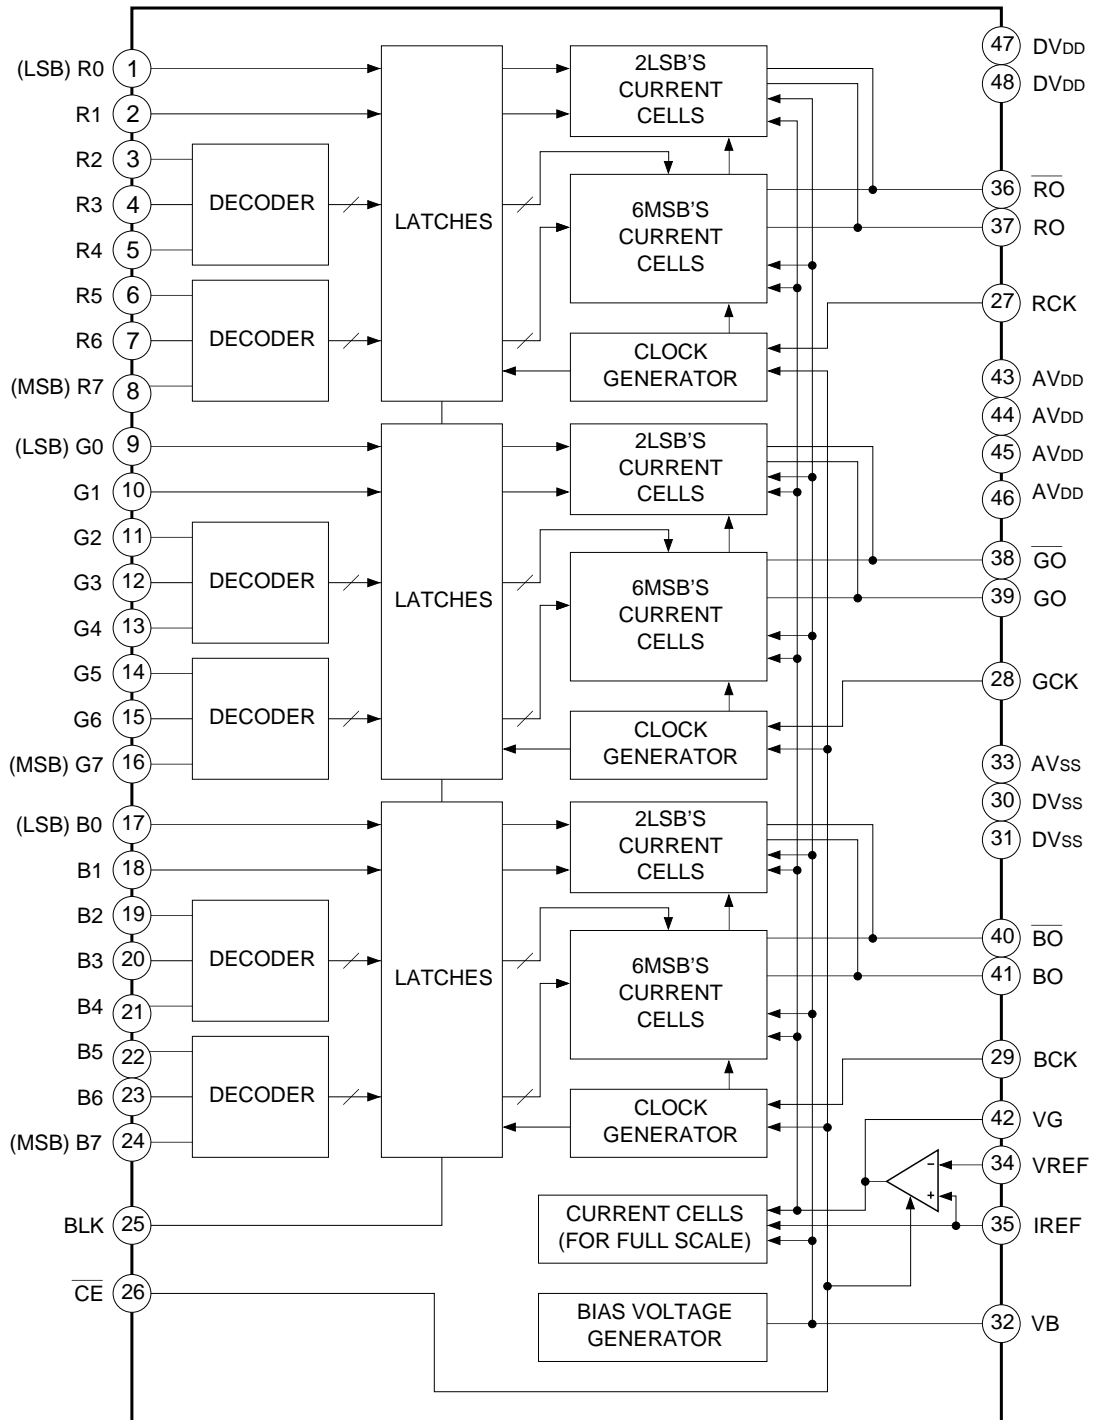 (LSB) R0 1
R1 2
R2 3
R3 4
R4 5
R5 6
R6 7
(MSB) R7 8
(LSB) G0 9
G1 10
G2 11
G3 12
G4 13
G5 14
G6 15
(MSB) G7 16
(LSB) B0 17
B1 18
B2 19
B3 20
B4 21
B5 22
B6 23
(MSB) B7 24
BLK 25
CE 26
DECODER
DECODER
DECODER
DECODER
DECODER
DECODER
LATCHES
LATCHES
LATCHES
2LSB'S
CURRENT
CELLS
6MSB'S
CURRENT
CELLS
CLOCK
GENERATOR
2LSB'S
CURRENT
CELLS
6MSB'S
CURRENT
CELLS
CLOCK
GENERATOR
2LSB'S
CURRENT
CELLS
6MSB'S
CURRENT
CELLS
CLOCK
GENERATOR
CURRENT CELLS
(FOR FULL SCALE)
BIAS VOLTAGE
GENERATOR
−
+
47 DVDD
48 DVDD
36 RO
37 RO
27 RCK
43 AVDD
44 AVDD
45 AVDD
46 AVDD
38 GO
39 GO
28 GCK
33 AVSS
30 DVSS
31 DVSS
40 BO
41 BO
29 BCK
42 VG
34 VREF
35 IREF
32 VB